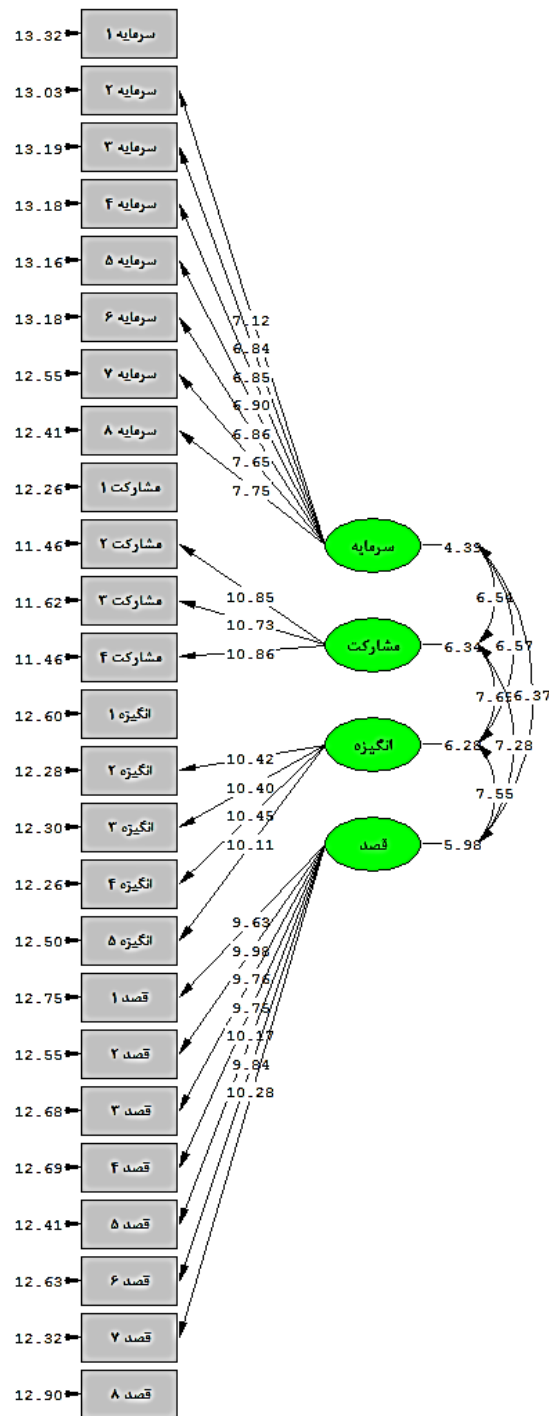 13.32 سرمایه ۱
13.03 سرمایه ۲
13.19 سرمایه ۳
13.18 سرمایه ۴
13.16 سرمایه ۵
13.18 سرمایه ۶
12.55 سرمایه ۷
12.41 سرمایه ۸
12.26 مشارکت ۱
11.46 مشارکت ۲
11.62 مشارکت ۳
11.46 مشارکت ۴
12.60 انگیزه ۱
12.28 انگیزه ۲
12.30 انگیزه ۳
12.26 انگیزه ۴
12.50 انگیزه ۵
12.75 قصد ۱
12.55 قصد ۲
12.68 قصد ۳
12.69 قصد ۴
12.41 قصد ۵
12.63 قصد ۶
12.32 قصد ۷
12.90 قصد ۸
7.12
6.84
6.85
6.90
6.86
7.65
7.75
10.85
10.73
10.86
10.42
10.40
10.45
10.11
9.63
9.98
9.76
9.75
10.17
9.84
10.28
سرمایه 4.39
مشارکت 6.34
انگیزه 6.28
قصد 5.98
6.54
6.57
6.37
7.28
7.55